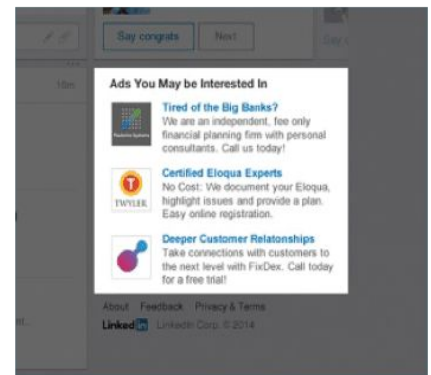 Say congrats Next
10m
Ads You May be Interested In
Tired of the Big Banks?
We are an independent, fee only
financial planning firm with personal
consultants. Call us today!
Certified Eloqua Experts
No Cost: We document your Eloqua,
highlight issues and provide a plan.
Easy online registration.
TWYLER
Deeper Customer Relationships
Take connections with customers to
the next level with FixDex. Call today
for a free trial!
About Feedback Privacy & Terms
LinkedIn LinkedIn Corp. © 2014